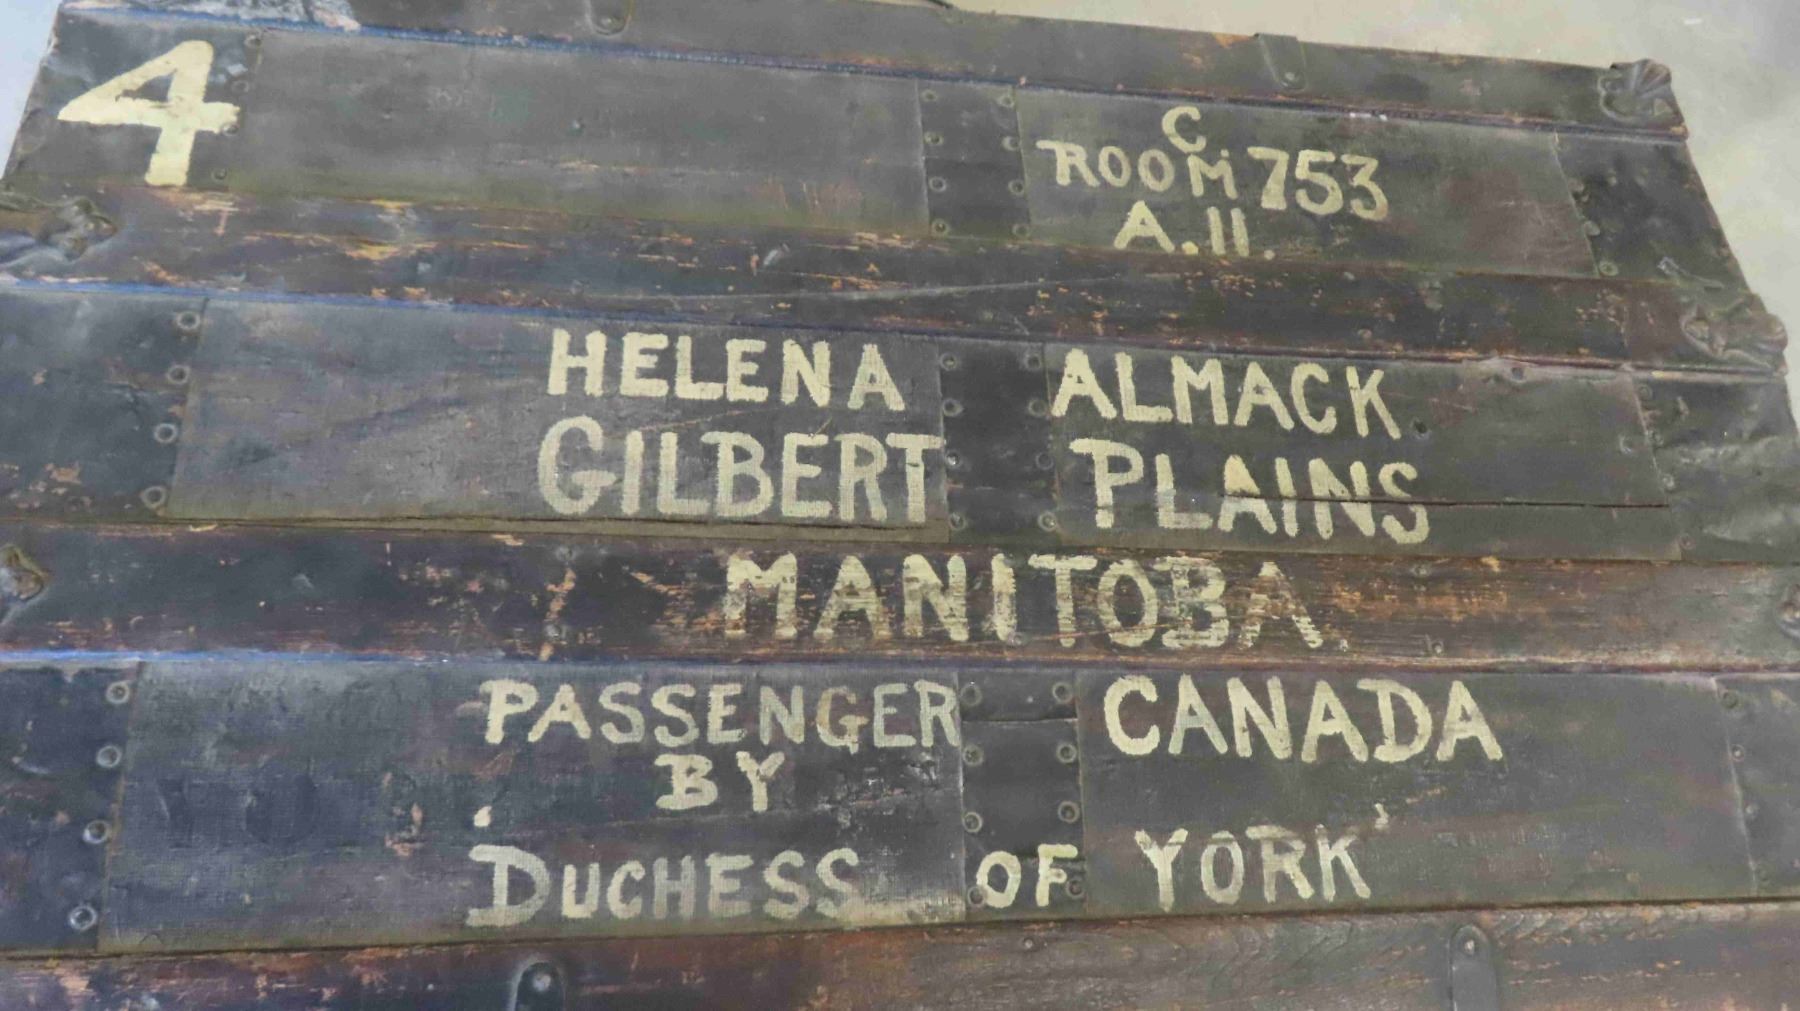 4
C.
ROOM 753
A.11.
HELENA ALMACK
GILBERT PLAINS
MANITOBA
PASSENGER CANADA
BY
'DUCHESS OF YORK'